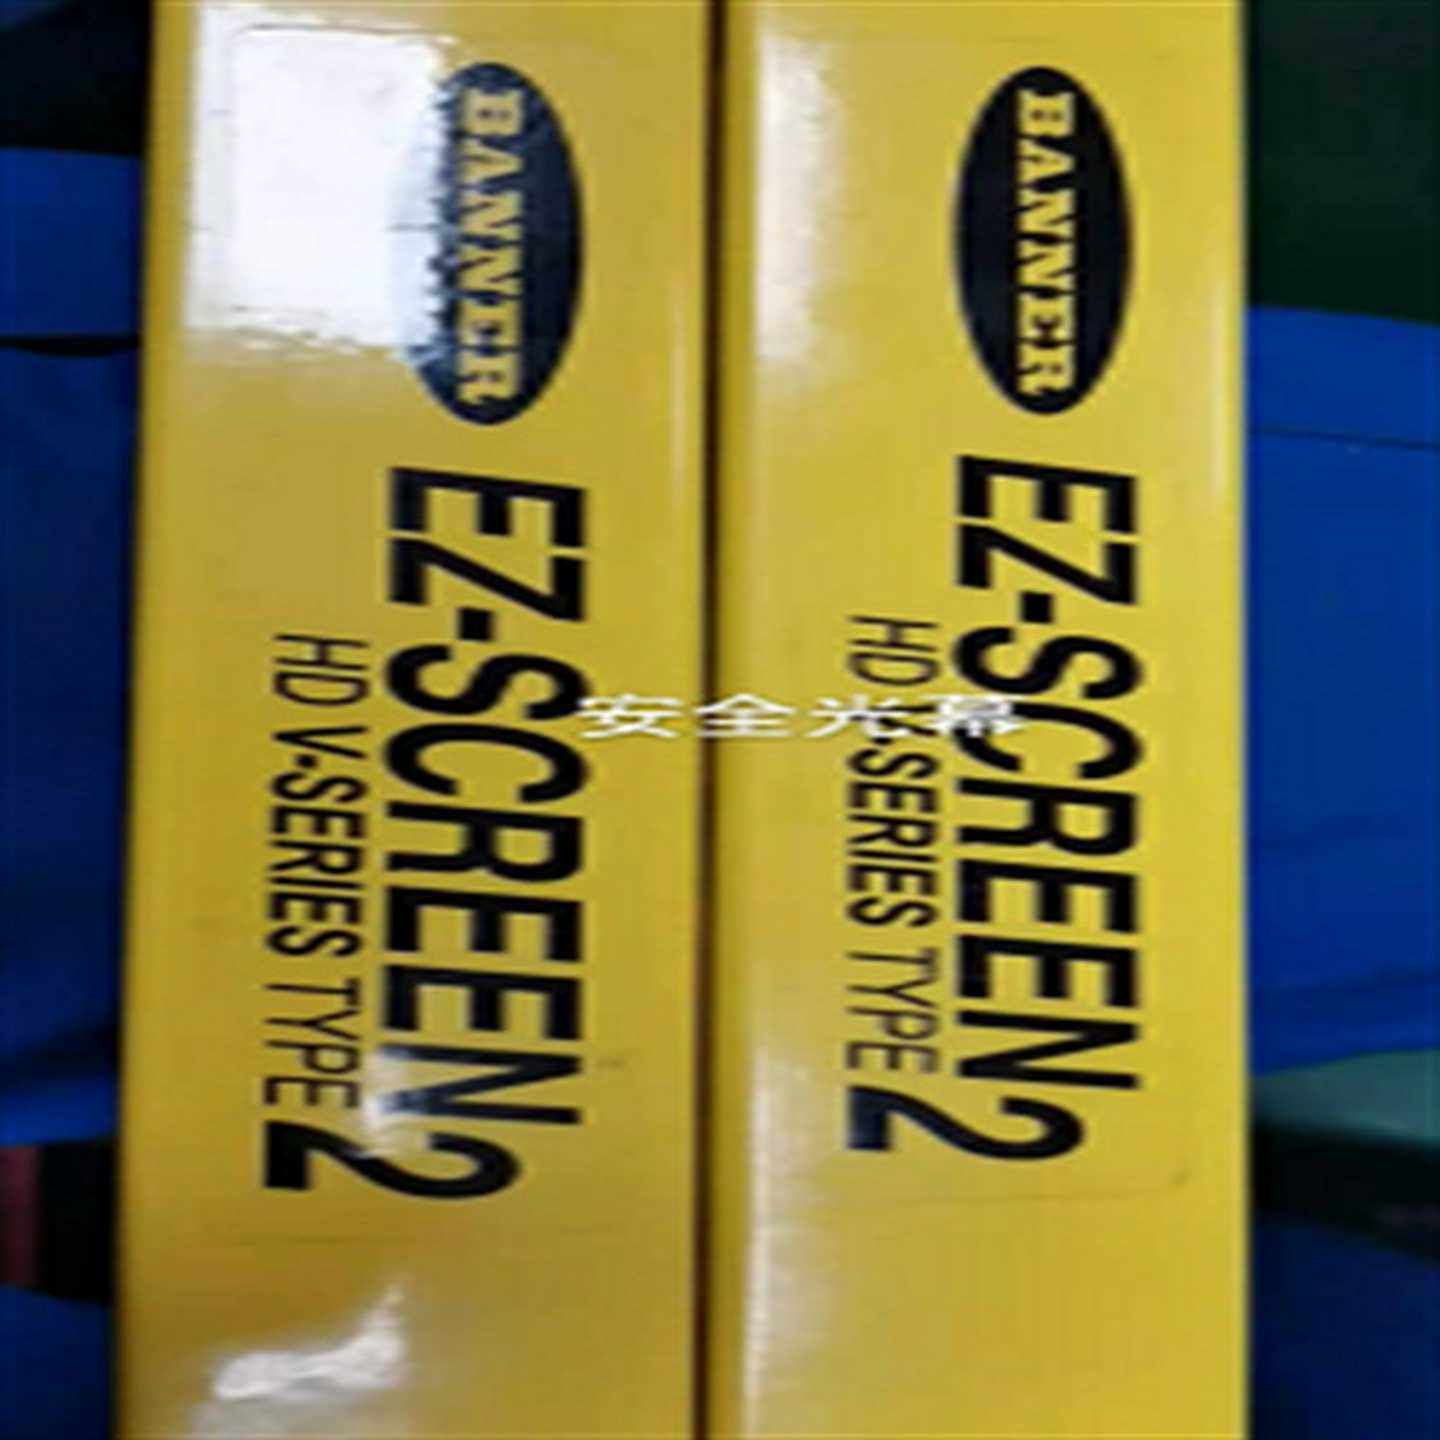 BANNER
EZ-SCREEN 2
HD V-SERIES TYPE
BANNER
EZ-SCREEN 2
HD V-SERIES TYPE
安全光幕